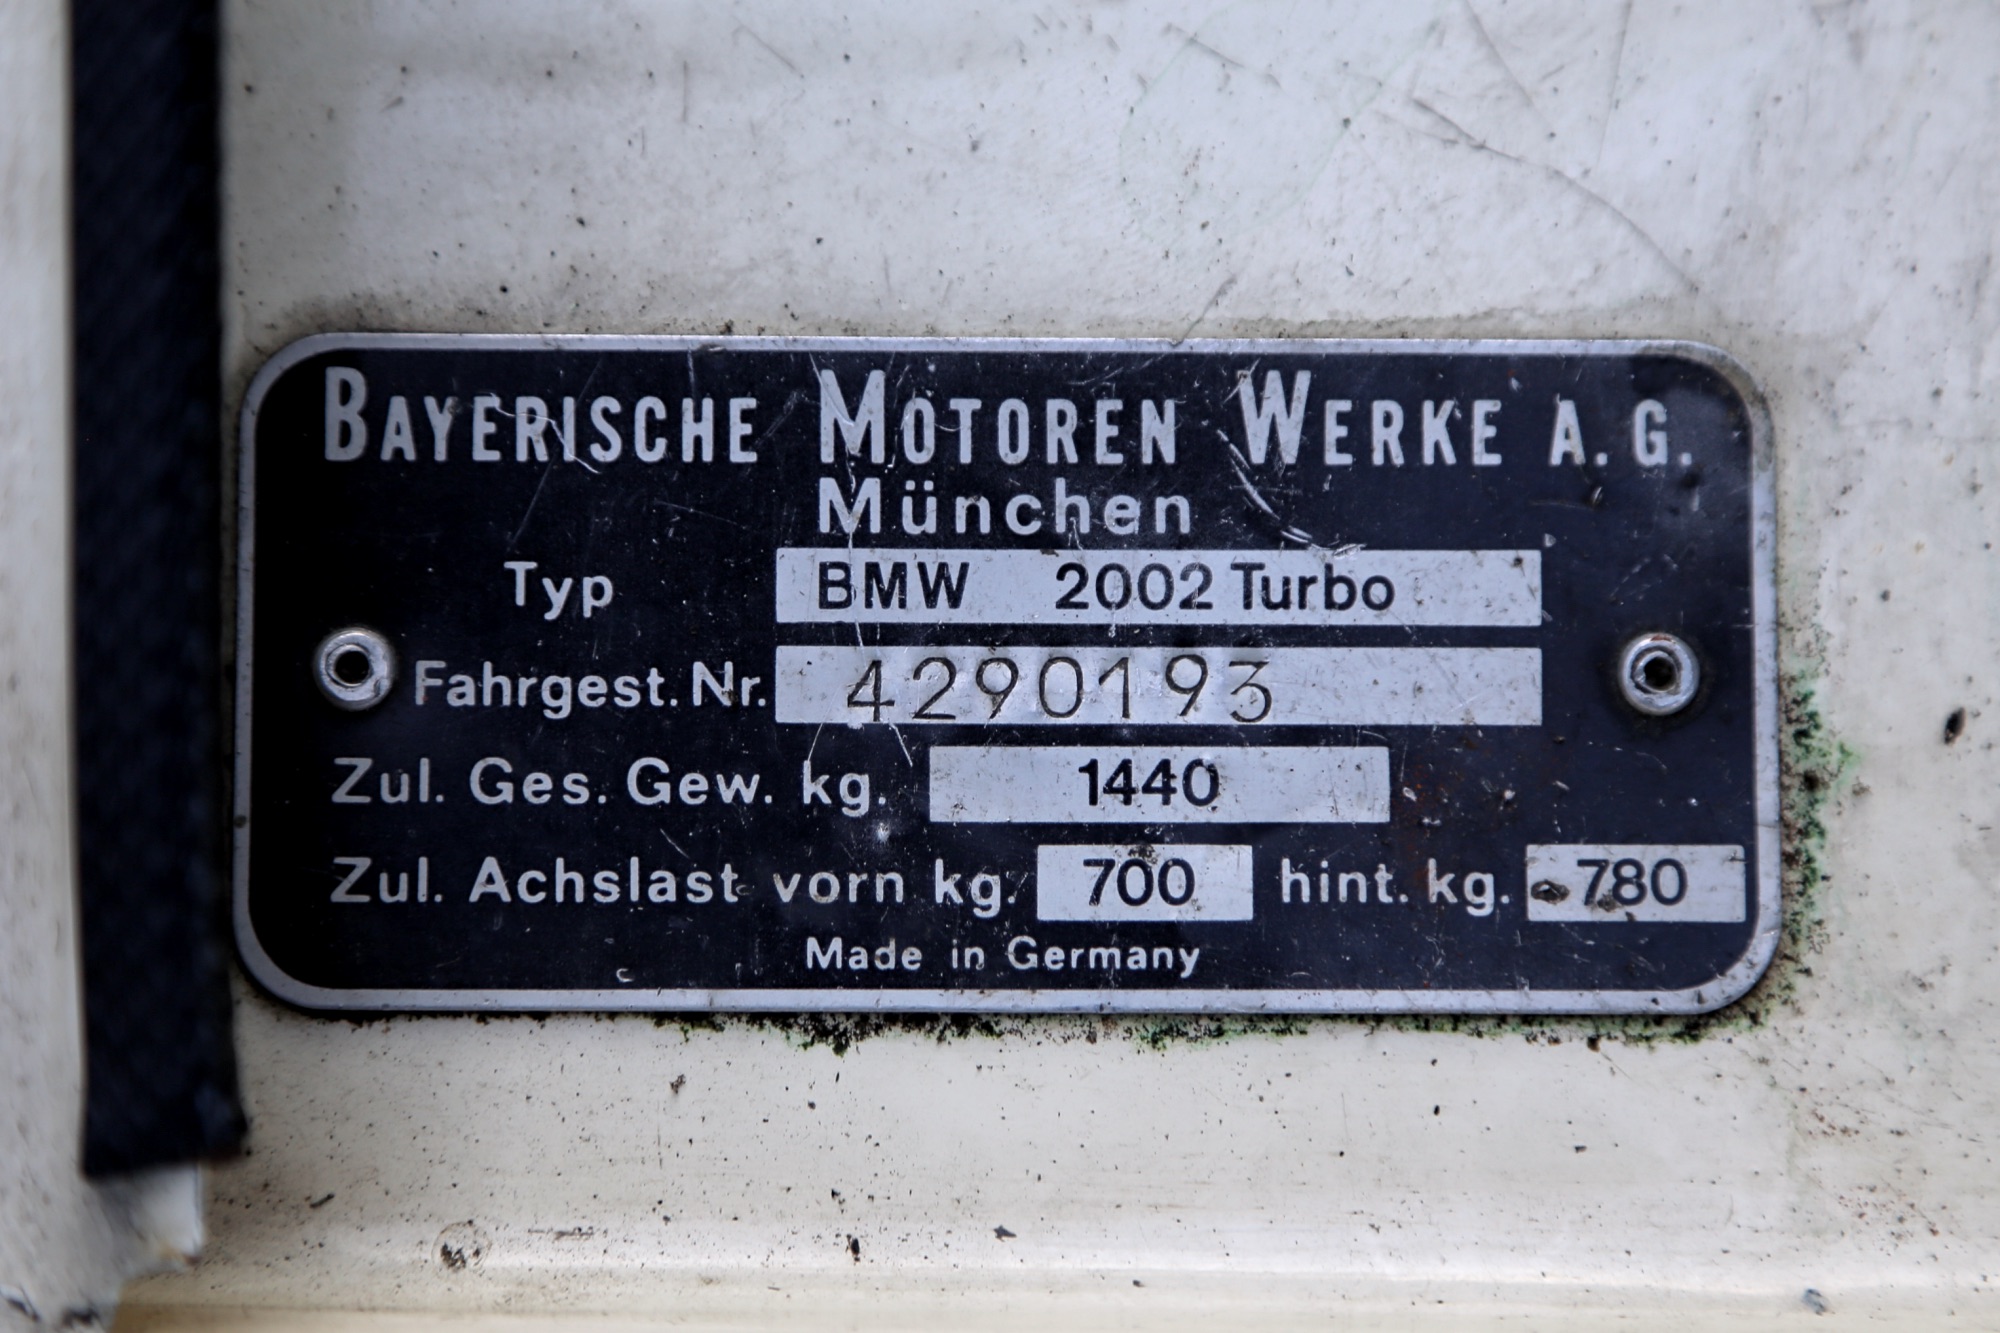 BAYERISCHE MOTOREN WERKE A.G.
München
Typ BMW 2002 Turbo
Fahrgest. Nr. 4290193
Zul. Ges. Gew. kg. 1440
Zul. Achslast vorn kg. 700 hint. kg. 780
Made in Germany